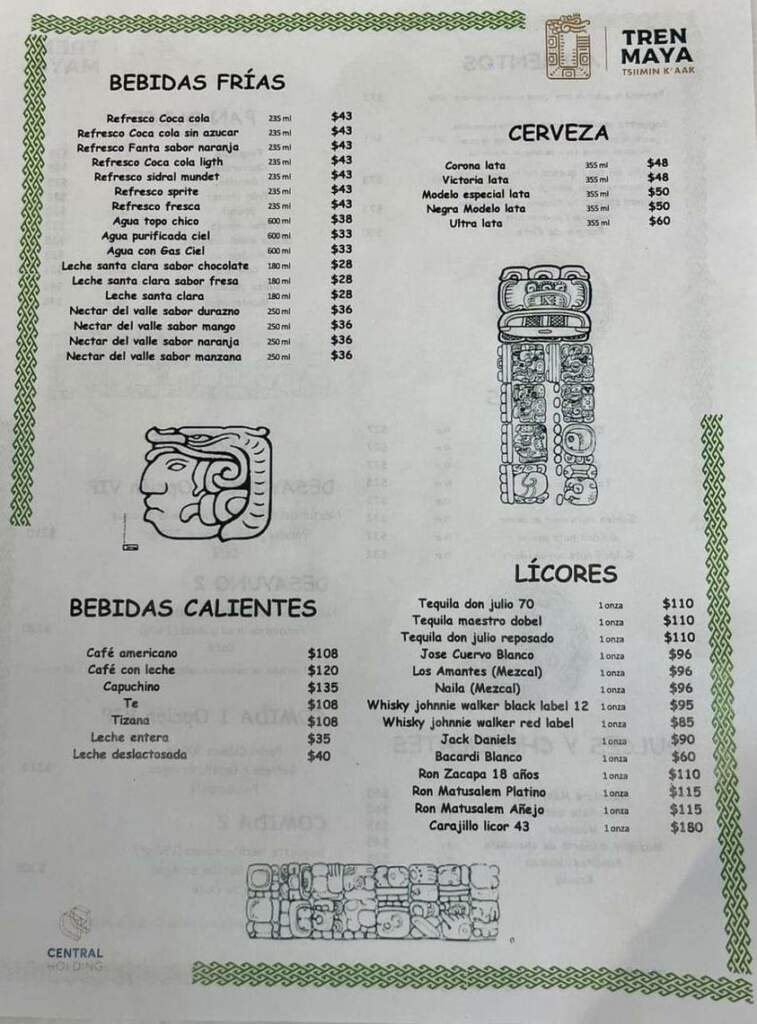 TREN
MAYA
TSIIMIN K'AAK
BEBIDAS FRÍAS
Refresco Coca cola 235 ml $43
Refresco Coca cola sin azucar 235 ml $43
Refresco Fanta sabor naranja 235 ml $43
Refresco Coca cola ligth 235 ml $43
Refresco sidral mundet 235 ml $43
Refresco sprite 235 ml $43
Refresco fresca 235 ml $43
Agua topo chico 600 ml $38
Agua purificada ciel 600 ml $33
Agua con Gas Ciel 600 ml $33
Leche santa clara sabor chocolate 180 ml $28
Leche santa clara sabor fresa 180 ml $28
Leche santa clara 180 ml $28
Nectar del valle sabor durazno 250 ml $36
Nectar del valle sabor mango 250 ml $36
Nectar del valle sabor naranja 250 ml $36
Nectar del valle sabor manzana 250 ml $36
CERVEZA
Corona lata 355 ml $48
Victoria lata 355 ml $48
Modelo especial lata 355 ml $50
Negra Modelo lata 355 ml $50
Ultra lata 355 ml $60
BEBIDAS CALIENTES
Café americano $108
Café con leche $120
Capuchino $135
Te $108
Tizana $108
Leche entera $35
Leche deslactosada $40
LÍCORES
Tequila don julio 70 1 onza $110
Tequila maestro dobel 1 onza $110
Tequila don julio reposado 1 onza $110
Jose Cuervo Blanco 1 onza $96
Los Amantes (Mezcal) 1 onza $96
Naila (Mezcal) 1 onza $96
Whisky johnnie walker black label 12 1 onza $95
Whisky johnnie walker red label 1 onza $85
Jack Daniels 1 onza $90
Bacardi Blanco 1 onza $60
Ron Zacapa 18 años 1 onza $110
Ron Matusalem Platino 1 onza $115
Ron Matusalem Añejo 1 onza $115
Carajillo licor 43 1 onza $180
CENTRAL
HOLDING